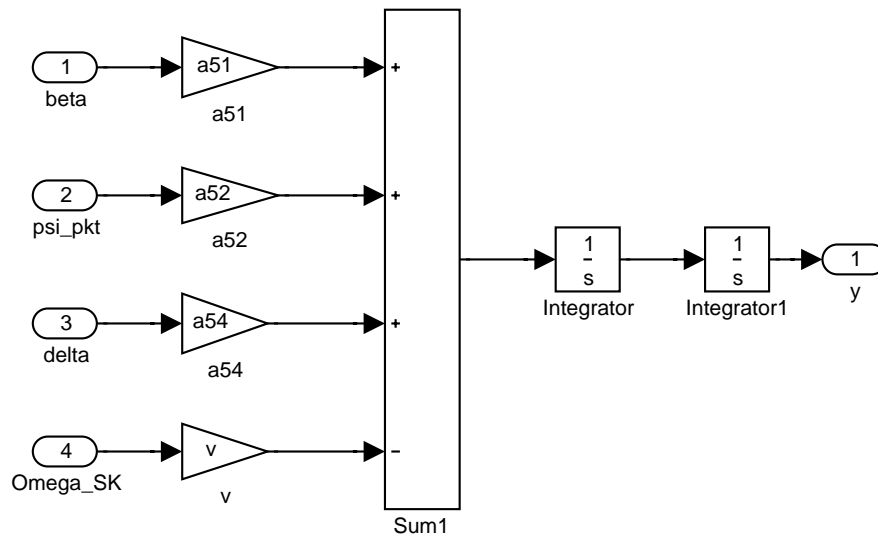 1
beta
a51
a51
+
2
psi_pkt
a52
a52
+
3
delta
a54
a54
+
4
Omega_SK
v
v
−
Sum1
1
s
Integrator
1
s
Integrator1
1
y